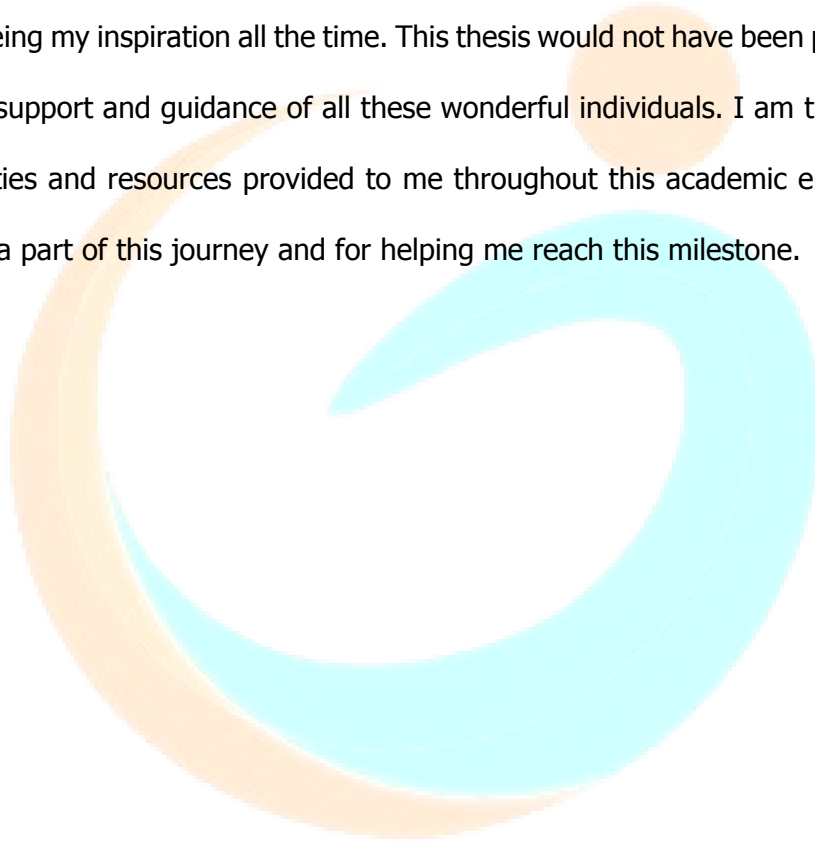 eing my inspiration all the time. This thesis would not have been p
support and guidance of all these wonderful individuals. I am t
ties and resources provided to me throughout this academic e
a part of this journey and for helping me reach this milestone.